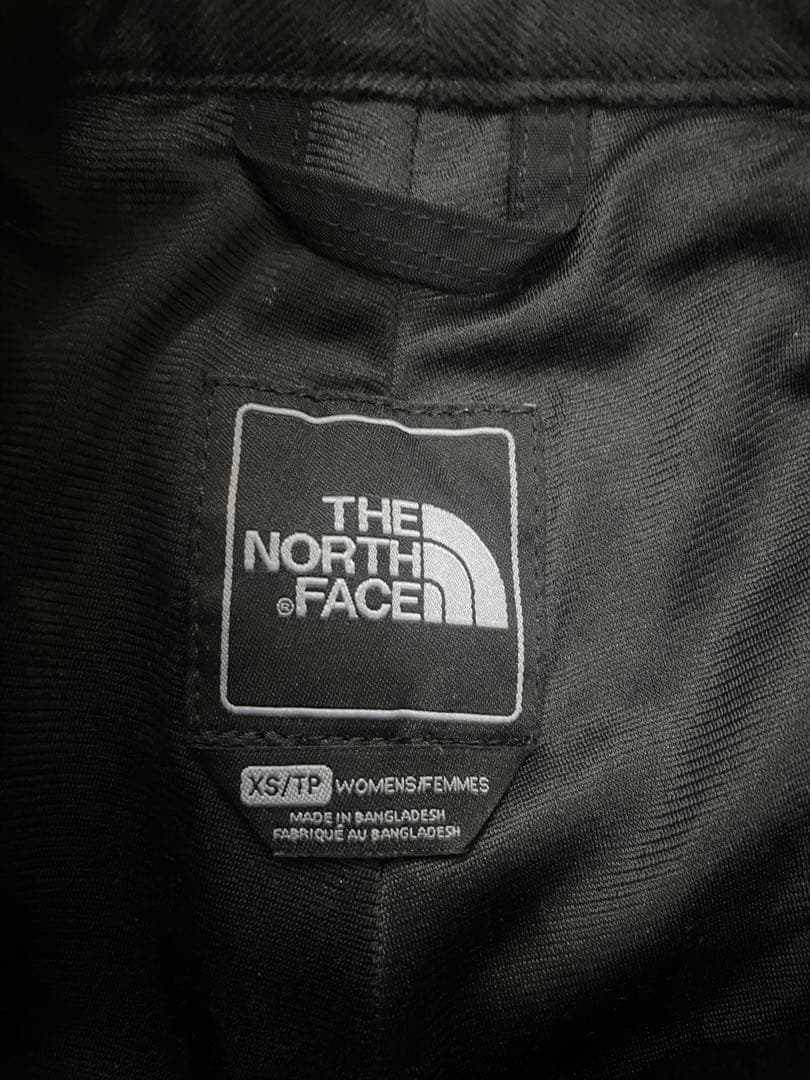 THE
NORTH
®FACE
XS/TP WOMENS/FEMMES
MADE IN BANGLADESH
FABRIQUÉ AU BANGLADESH